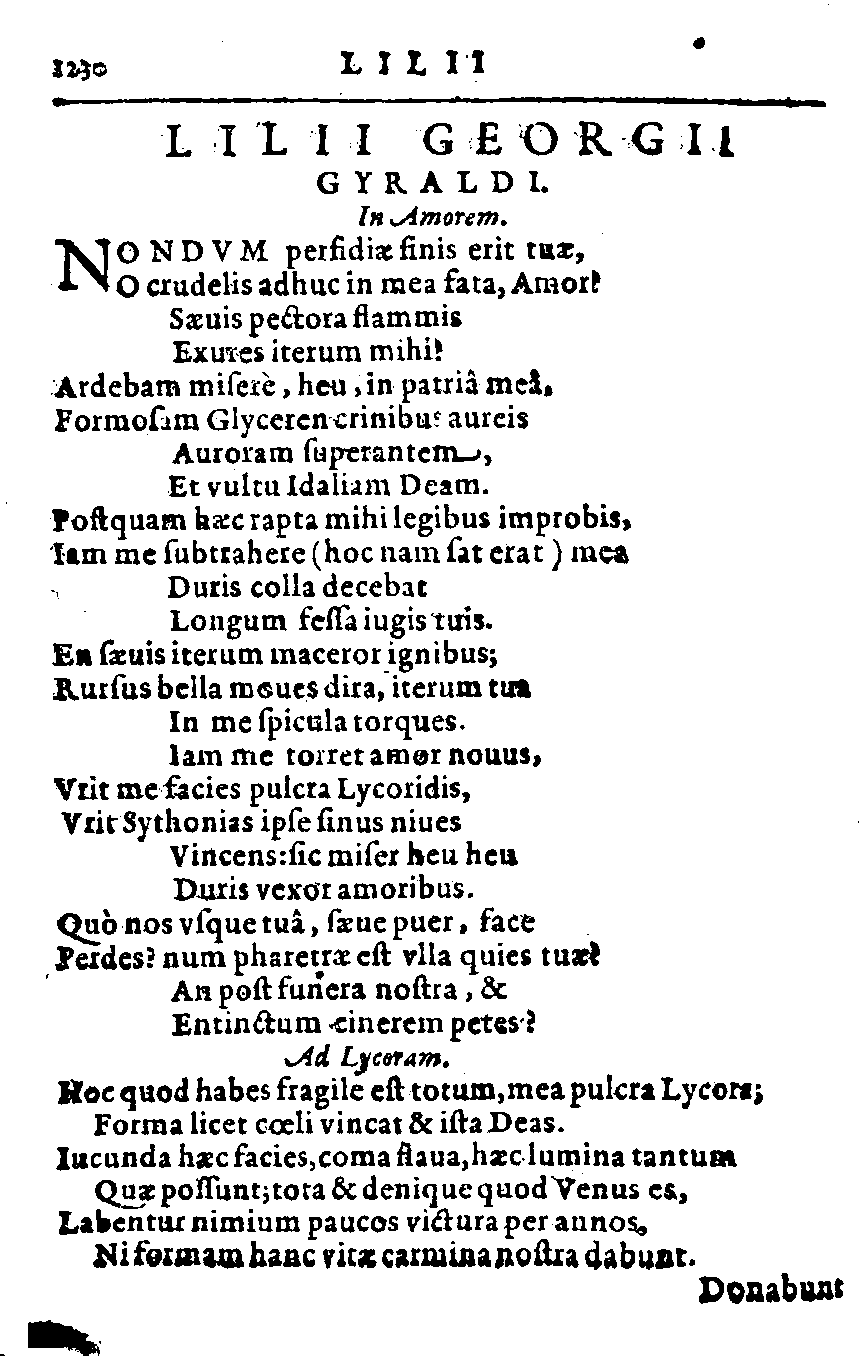 1230 LILII
LILII GEORGII
GYRALDI.
In Amorem.
NONDVM perfidiæ finis erit tuæ,
O crudelis adhuc in mea fata, Amor?
Sæuis pectora flammis
Exures iterum mihi?
Ardebam miſerè, heu, in patriâ meâ,
Formoſam Glyceren crinibus aureis
Auroram ſuperantem,
Et vultu Idaliam Deam.
Poſtquam hæc rapta mihi legibus improbis,
Iam me ſubtrahere (hoc nam ſat erat) mea
Duris colla decebat
Longum feſſa iugis tuis.
En ſæuis iterum maceror ignibus;
Rurſus bella moues dira, iterum tua
In me ſpicula torques.
Iam me torret amor nouus,
Vrit me facies pulcra Lycoridis,
Vrit Sythonias ipſe ſinus niues
Vincens: ſic miſer heu heu
Duris vexor amoribus.
Quò nos vſque tuâ, ſæue puer, face
Perdes? num pharetræ eſt vlla quies tuæ?
An poſt funera noſtra, &
Entinctum cinerem petes?
Ad Lycoram.
Hoc quod habes fragile eſt totum, mea pulcra Lycora;
Forma licet cœli vincat & iſta Deas.
Iucunda hæc facies, coma flaua, hæc lumina tantum
Quæ poſſunt; tota & denique quod Venus es,
Labentur nimium paucos victura per annos,
Ni formam hanc vitæ carmina noſtra dabunt.
Donabunt